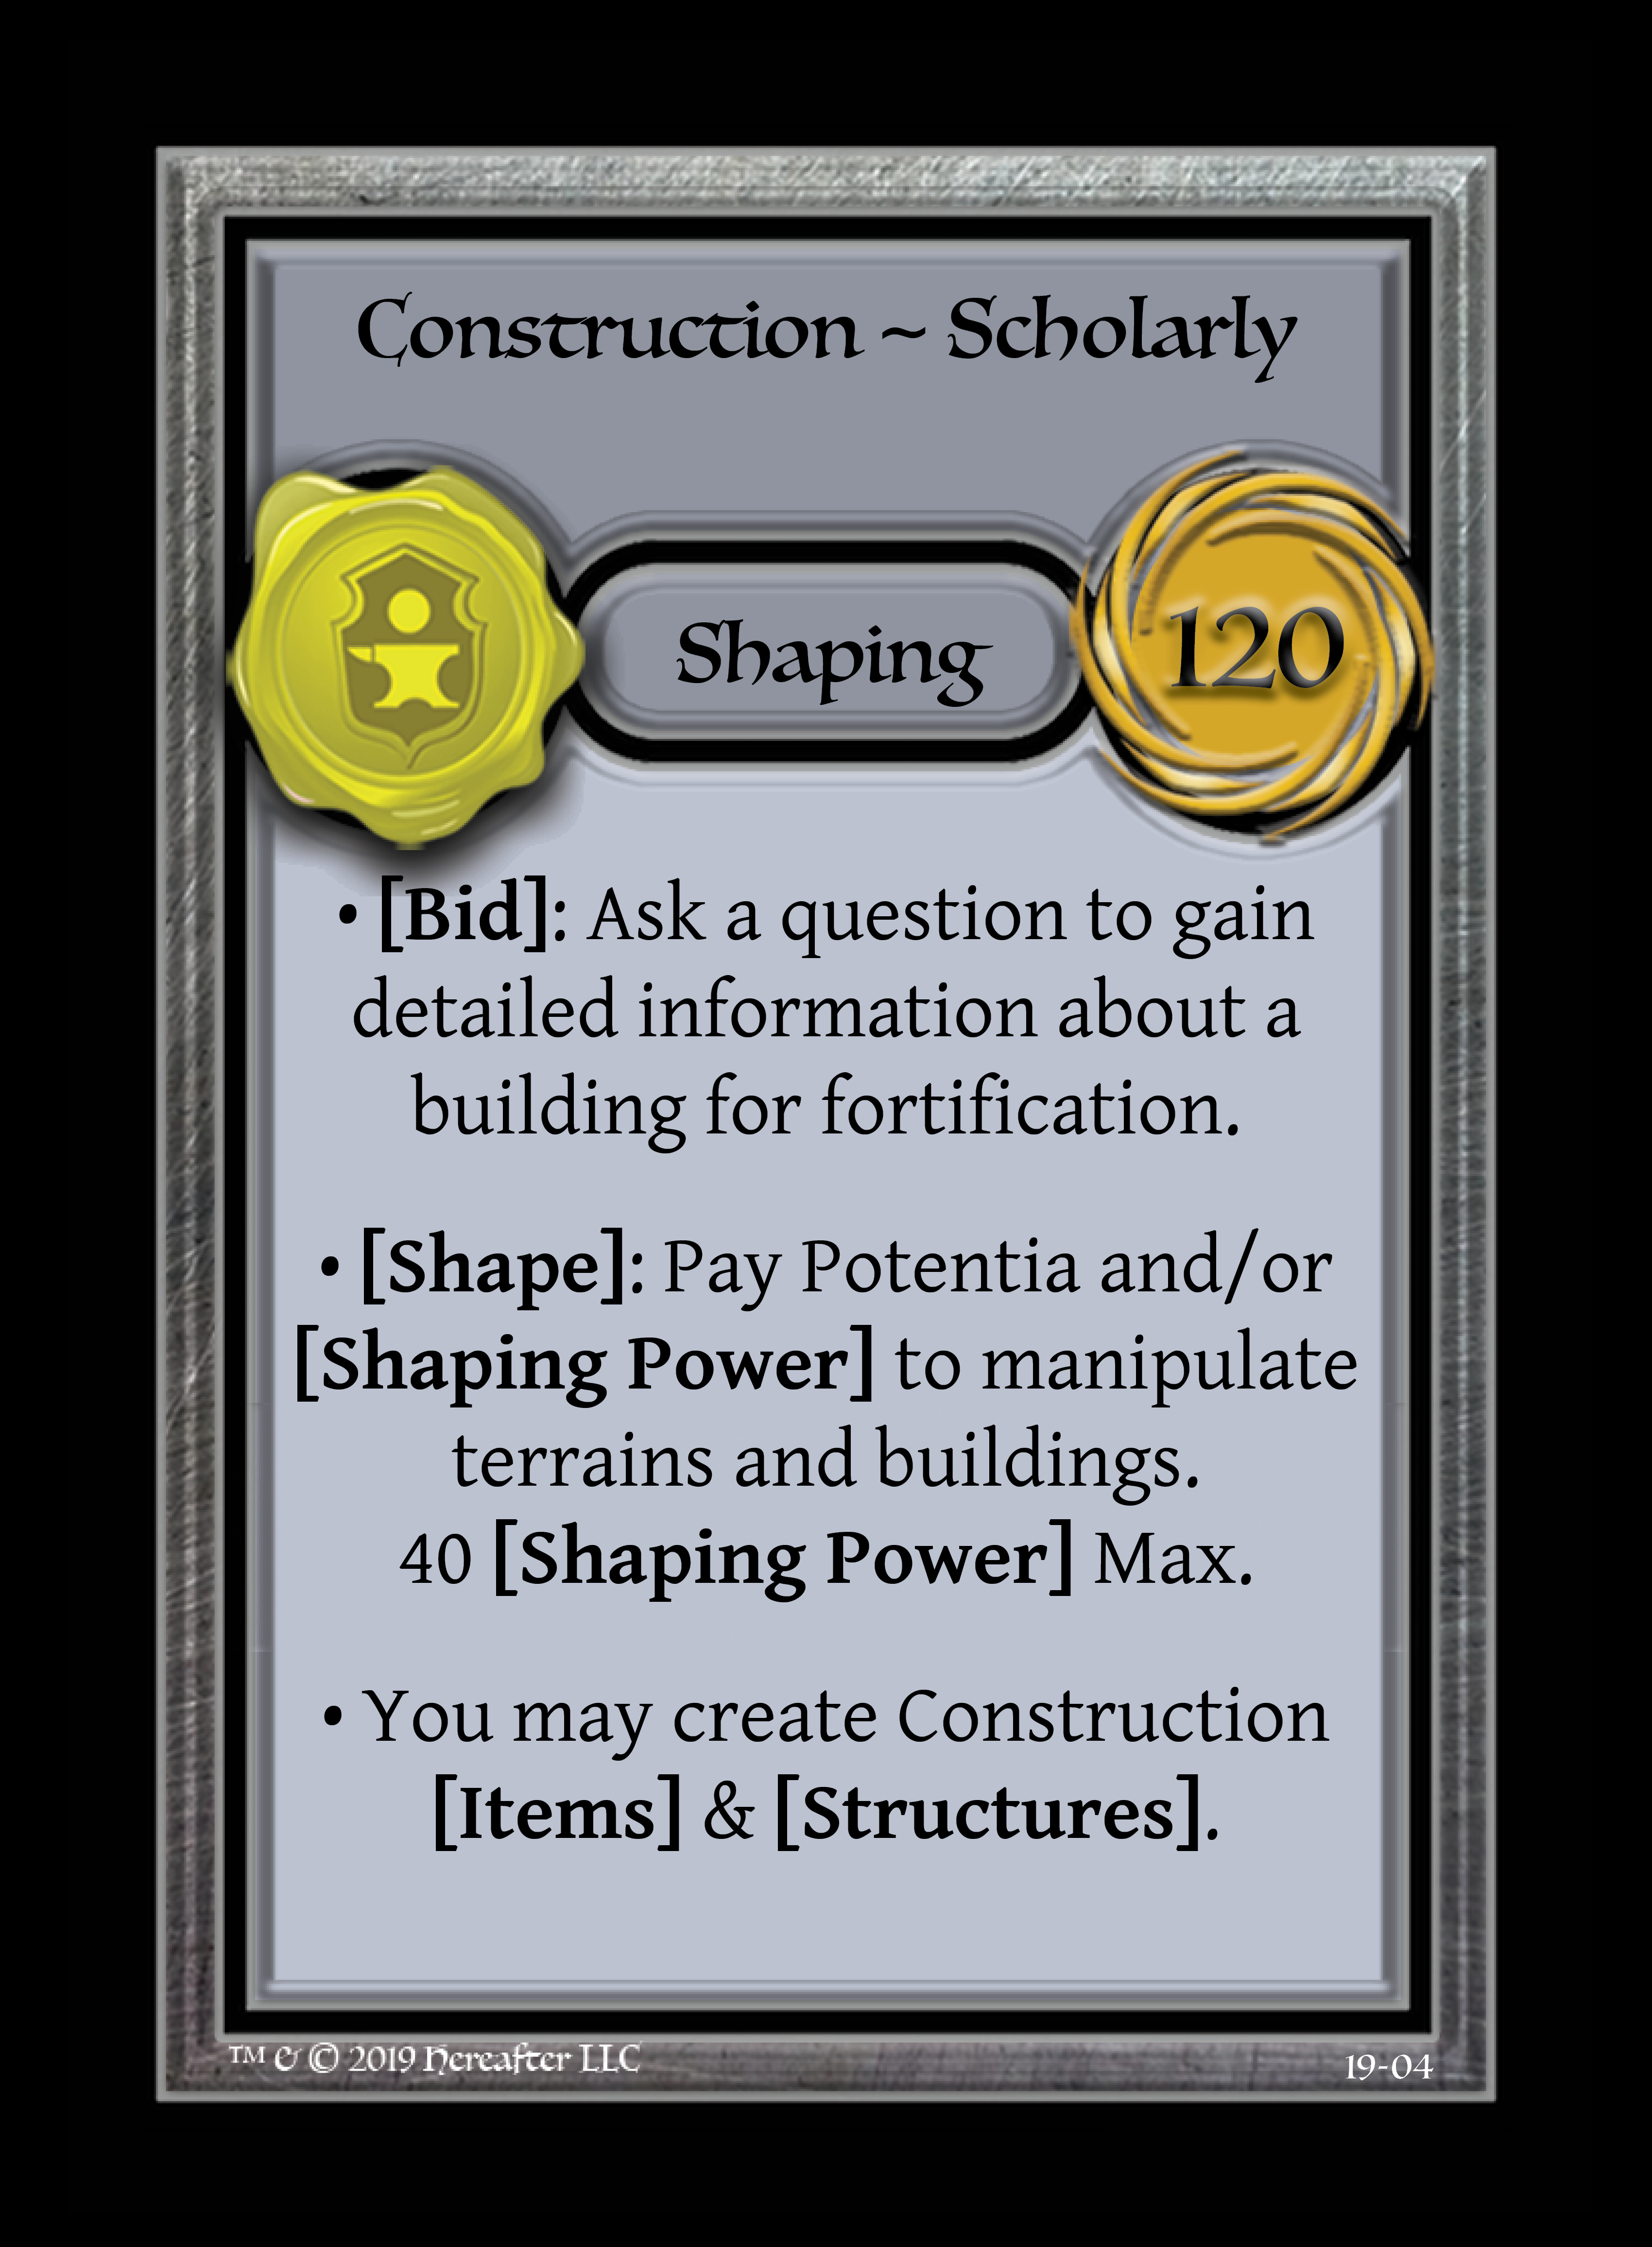 Construction ~ Scholarly
Shaping
120
• [Bid]: Ask a question to gain
detailed information about a
building for fortification.
• [Shape]: Pay Potentia and/or
[Shaping Power] to manipulate
terrains and buildings.
40 [Shaping Power] Max.
• You may create Construction
[Items] & [Structures].
™ & © 2019 Hereafter LLC
19-04